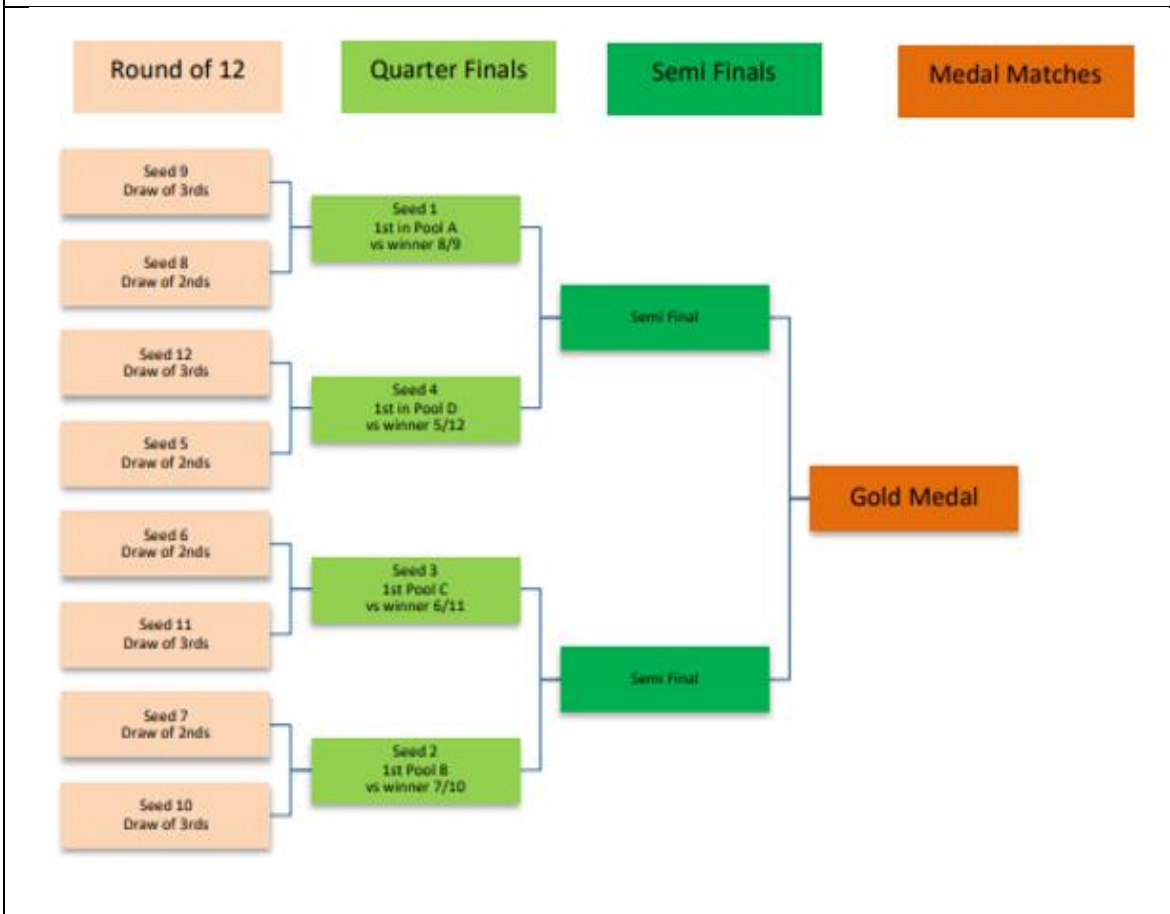 Round of 12
Quarter Finals
Semi Finals
Medal Matches
Seed 9
Draw of 3rds
Seed 8
Draw of 2nds
Seed 12
Draw of 3rds
Seed 5
Draw of 2nds
Seed 6
Draw of 2nds
Seed 11
Draw of 3rds
Seed 7
Draw of 2nds
Seed 10
Draw of 3rds
Seed 1
1st in Pool A
vs winner 8/9
Seed 4
1st in Pool D
vs winner 5/12
Seed 3
1st Pool C
vs winner 6/11
Seed 2
1st Pool B
vs winner 7/10
Semi Final
Semi Final
Gold Medal